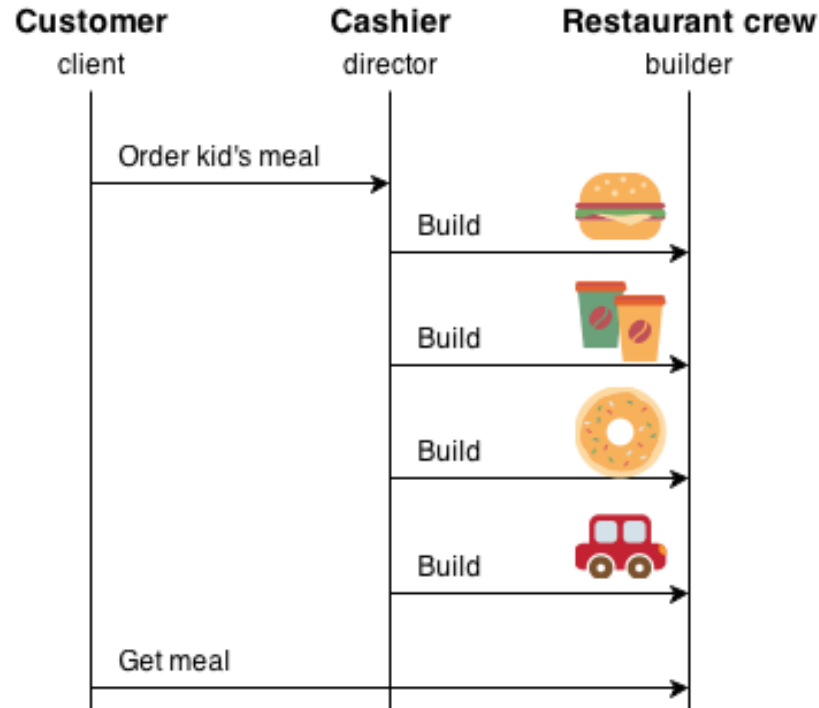 Customer Cashier Restaurant crew
client director builder
Order kid's meal
Build
Build
Build
Build
Get meal